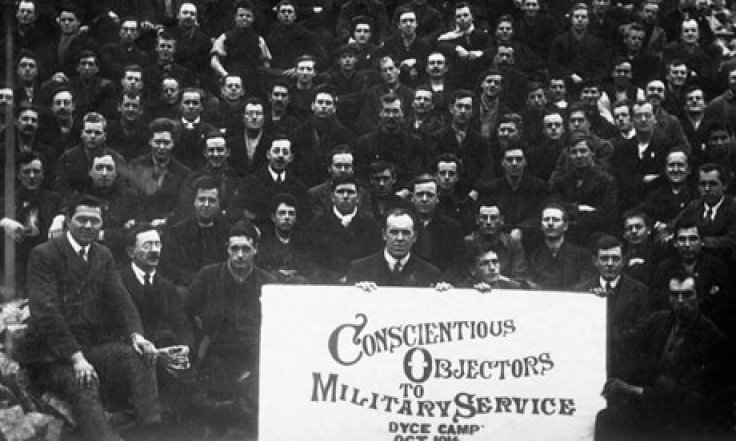 CONSCIENTIOUS
OBJECTORS
TO
MILITARY SERVICE
DYCE CAMP
OCT 1916